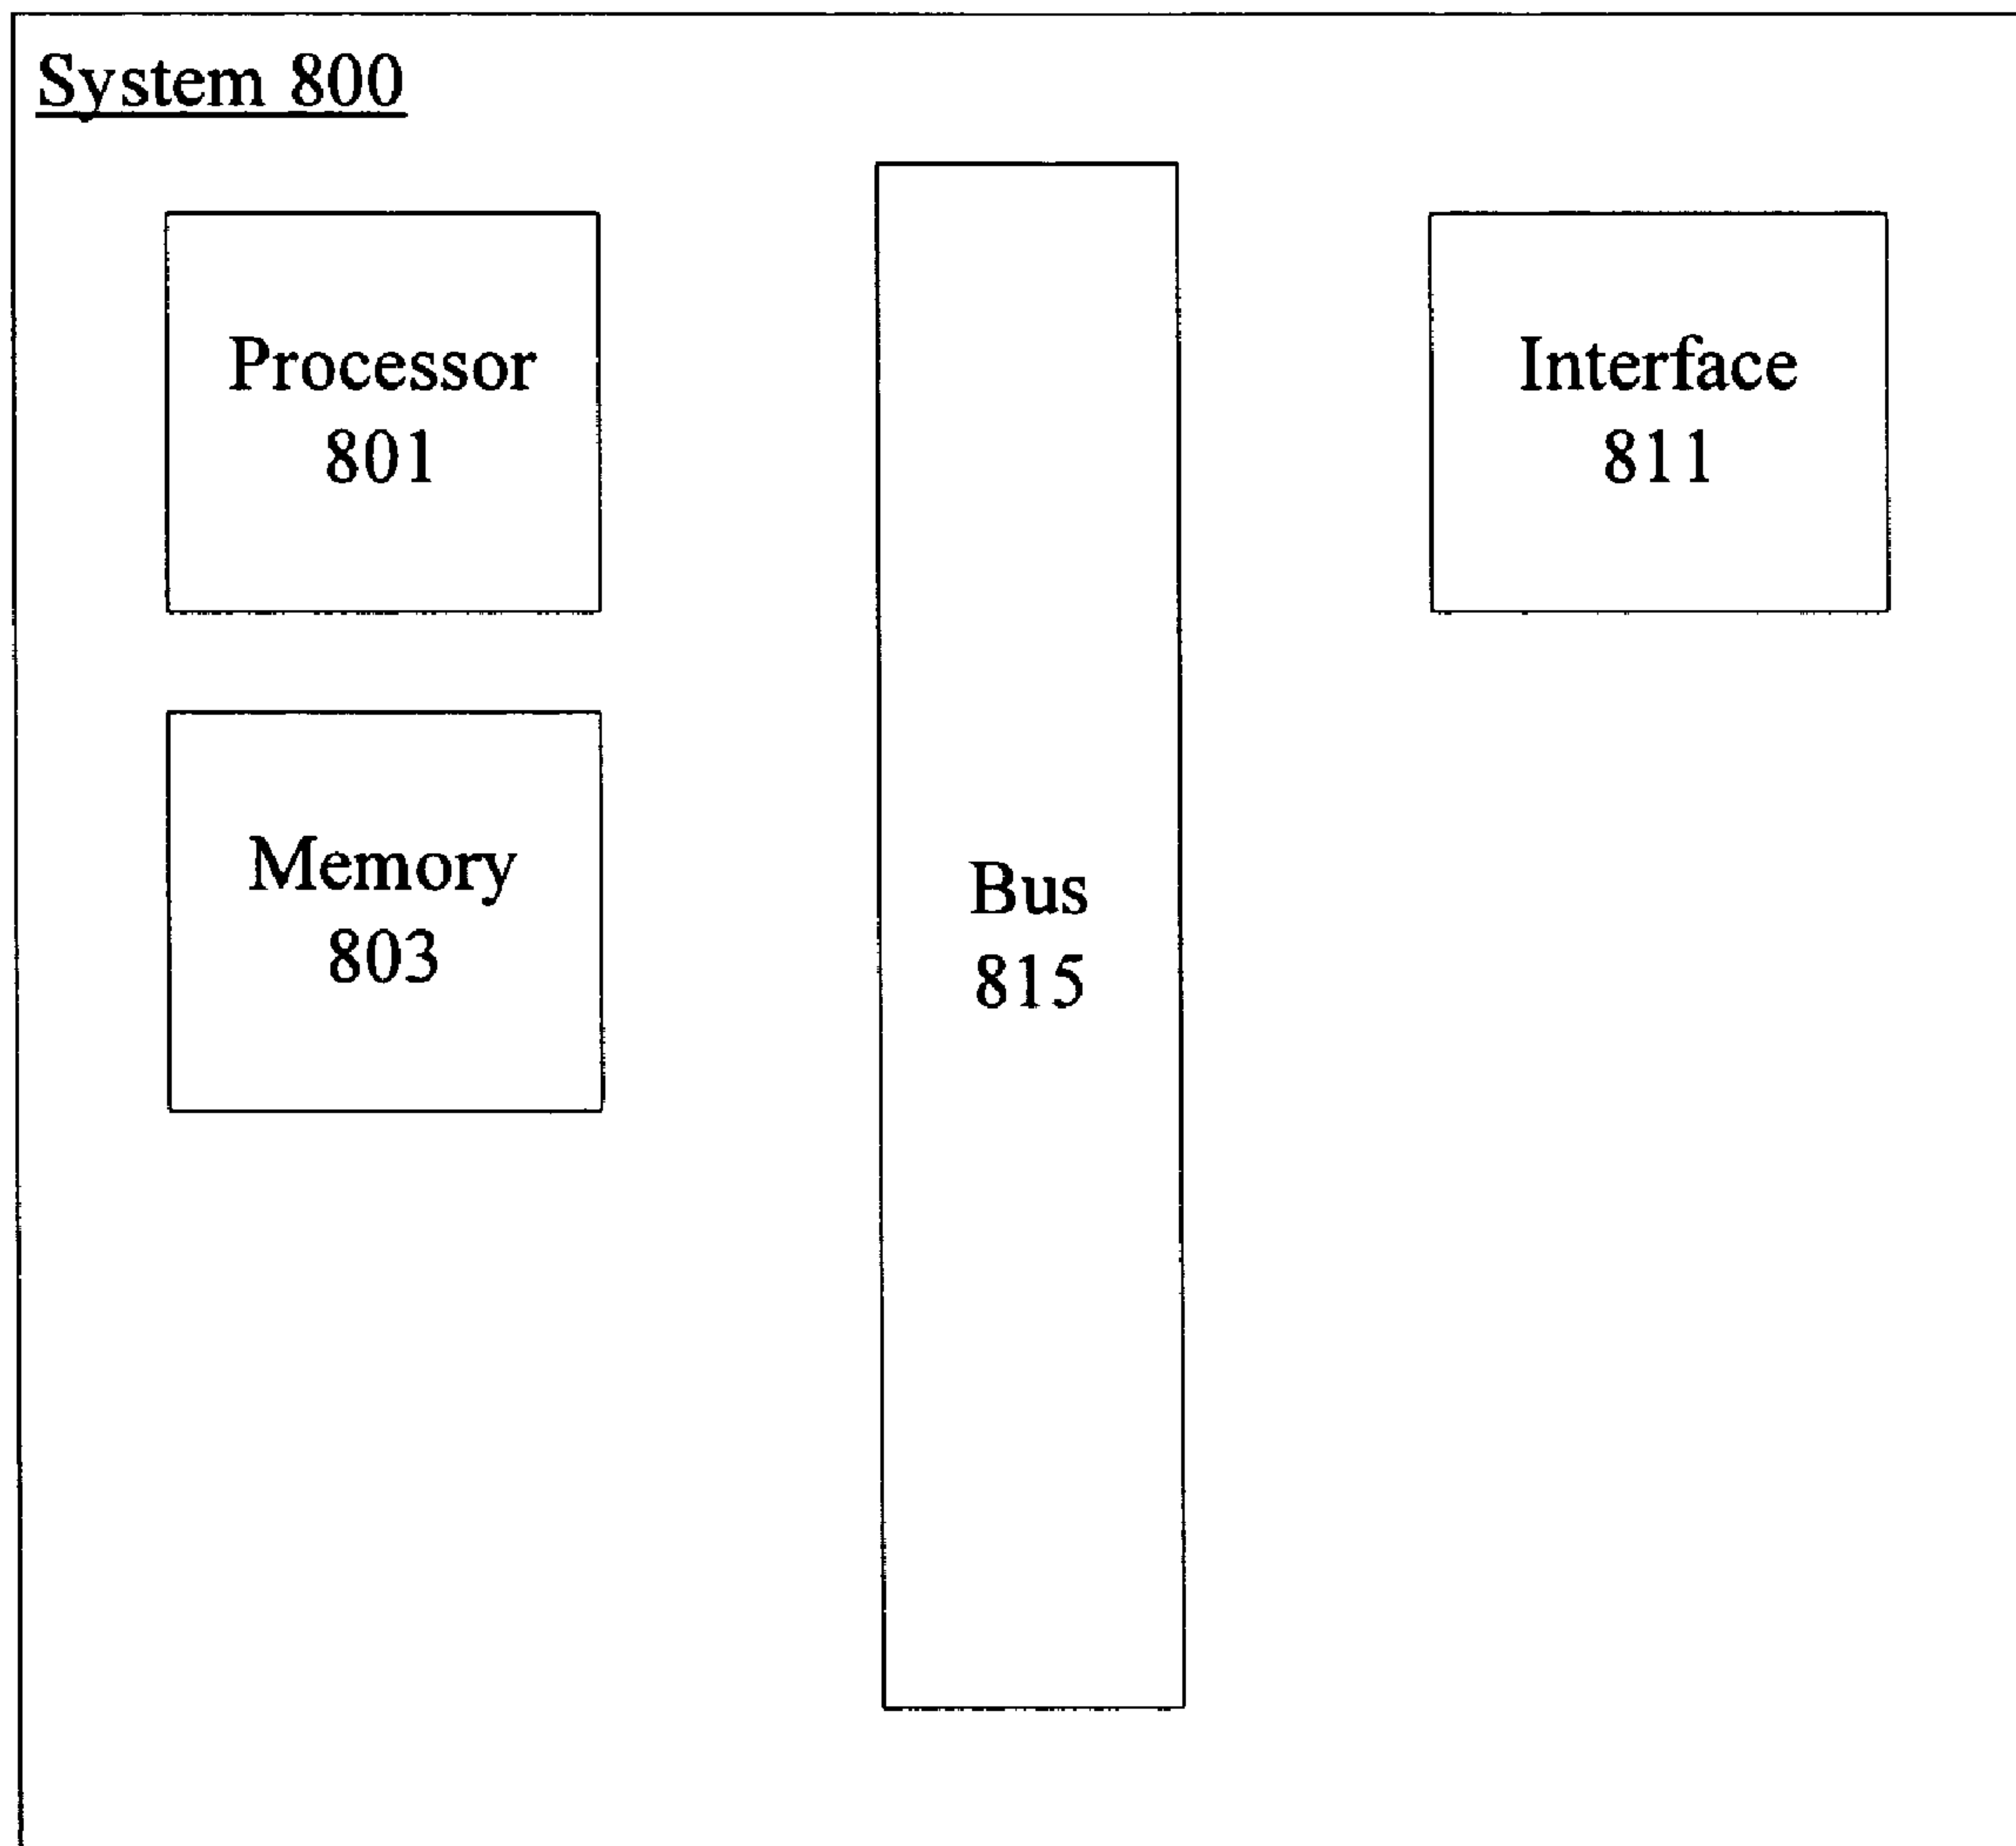 System 800
Processor
801
Interface
811
Memory
803
Bus
815